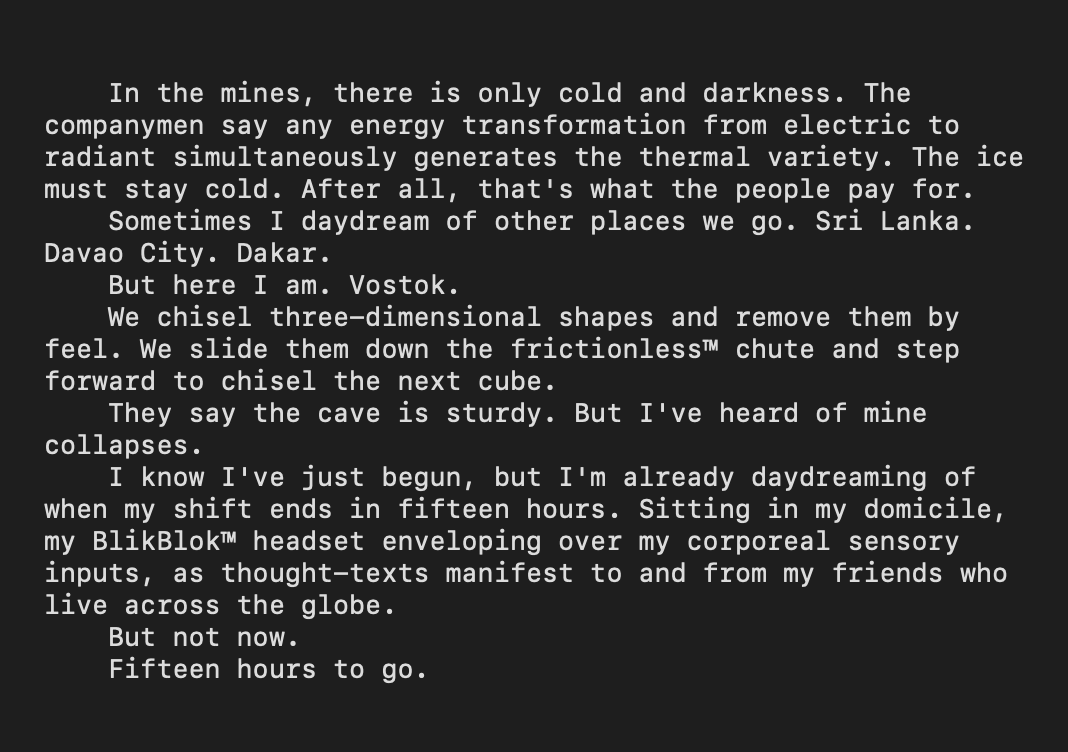 In the mines, there is only cold and darkness. The
companymen say any energy transformation from electric to
radiant simultaneously generates the thermal variety. The ice
must stay cold. After all, that's what the people pay for.
Sometimes I daydream of other places we go. Sri Lanka.
Davao City. Dakar.
But here I am. Vostok.
We chisel three–dimensional shapes and remove them by
feel. We slide them down the frictionless™ chute and step
forward to chisel the next cube.
They say the cave is sturdy. But I've heard of mine
collapses.
I know I've just begun, but I'm already daydreaming of
when my shift ends in fifteen hours. Sitting in my domicile,
my BlikBlok™ headset enveloping over my corporeal sensory
inputs, as thought–texts manifest to and from my friends who
live across the globe.
But not now.
Fifteen hours to go.